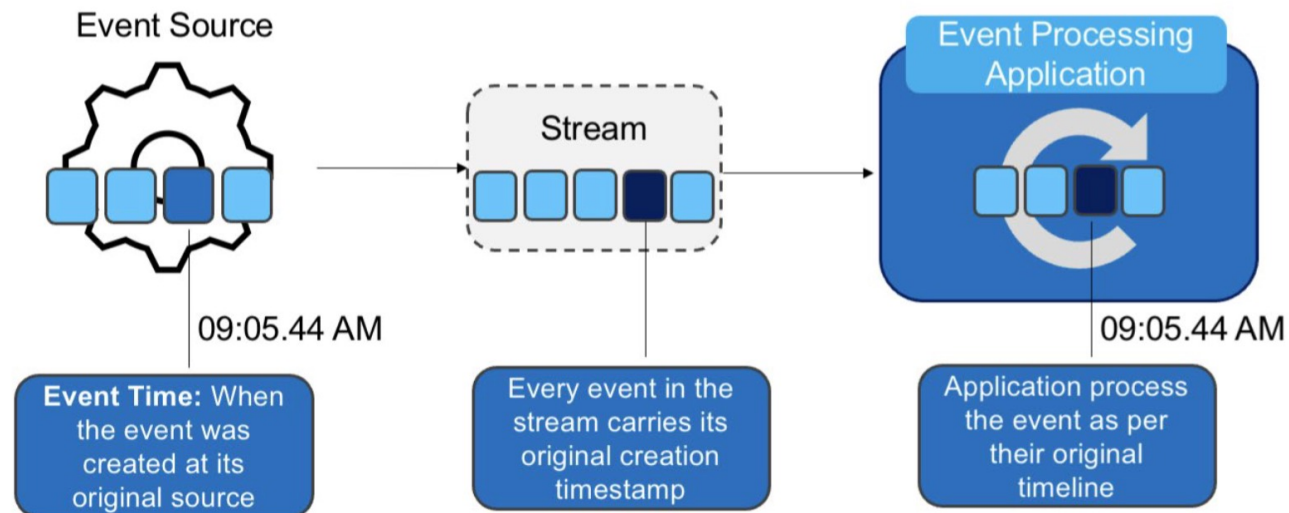 Event Source
Stream
Event Processing
Application
09:05.44 AM
09:05.44 AM
Event Time: When
the event was
created at its
original source
Every event in the
stream carries its
original creation
timestamp
Application process
the event as per
their original
timeline